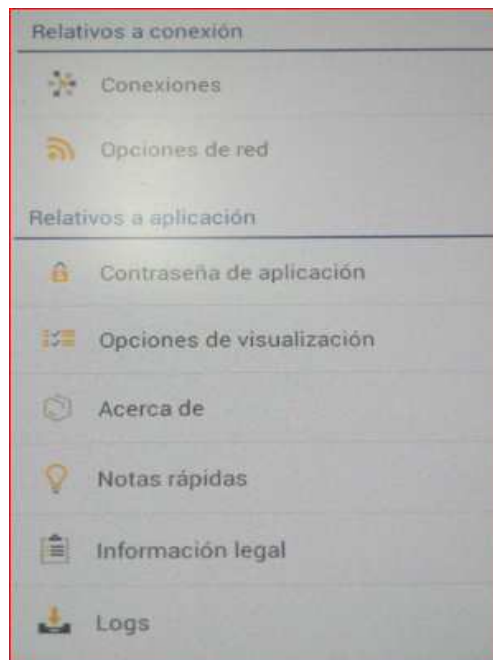 Relativos a conexión
Conexiones
Opciones de red
Relativos a aplicación
Contraseña de aplicación
Opciones de visualización
Acerca de
Notas rápidas
Información legal
Logs